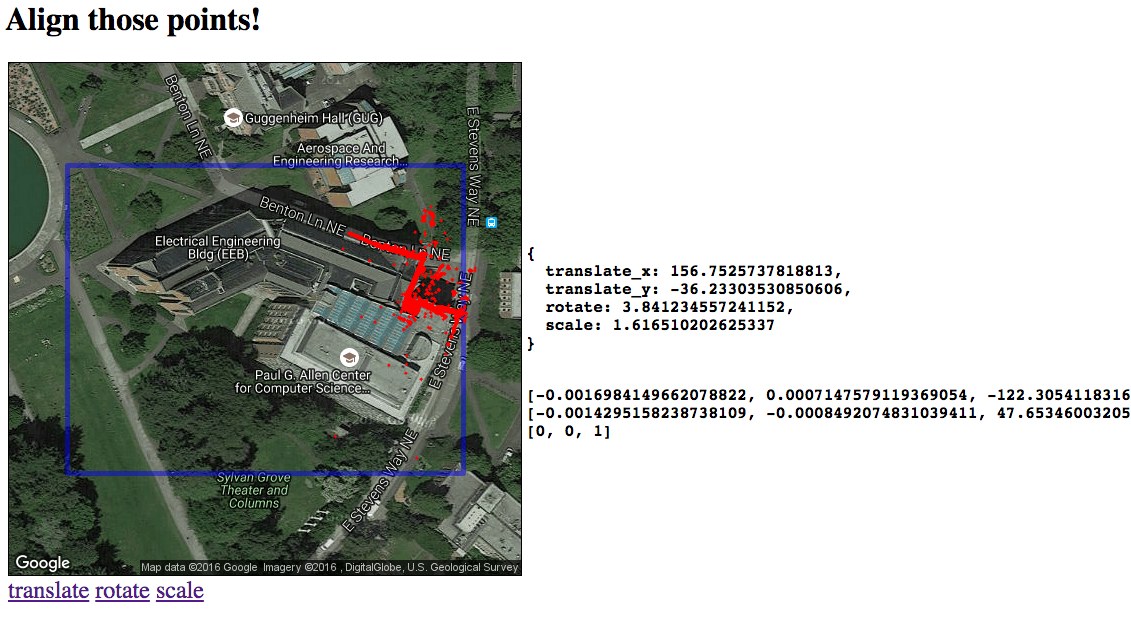 Align those points!
Benton Ln NE
Guggenheim Hall (GUG)
E Stevens Way NE
Aerospace And
Engineering Research...
Benton Ln NE
Benton Ln NE
Electrical Engineering
Bldg (EEB)
E Stevens Way NE
Paul G. Allen Center
for Computer Science...
E Stevens Way NE
Sylvan Grove
Theater and
Columns
Google
Map data ©2016 Google Imagery ©2016 , DigitalGlobe, U.S. Geological Survey
translate rotate scale
{
translate_x: 156.7525737818813,
translate_y: -36.23303530850606,
rotate: 3.841234557241152,
scale: 1.616510202625337
}
[-0.0016984149662078822, 0.0007147579119369054, -122.3054118316
[-0.0014295158238738109, -0.0008492074831039411, 47.65346003205
[0, 0, 1]